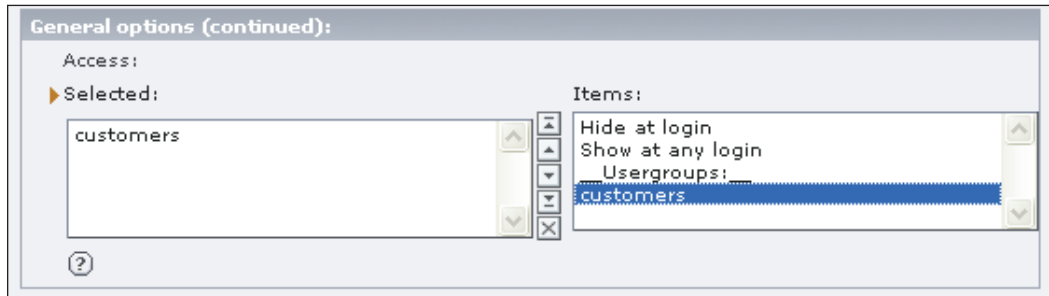 General options (continued):
Access:
Selected:
customers
Items:
Hide at login
Show at any login
__Usergroups:__
customers
?